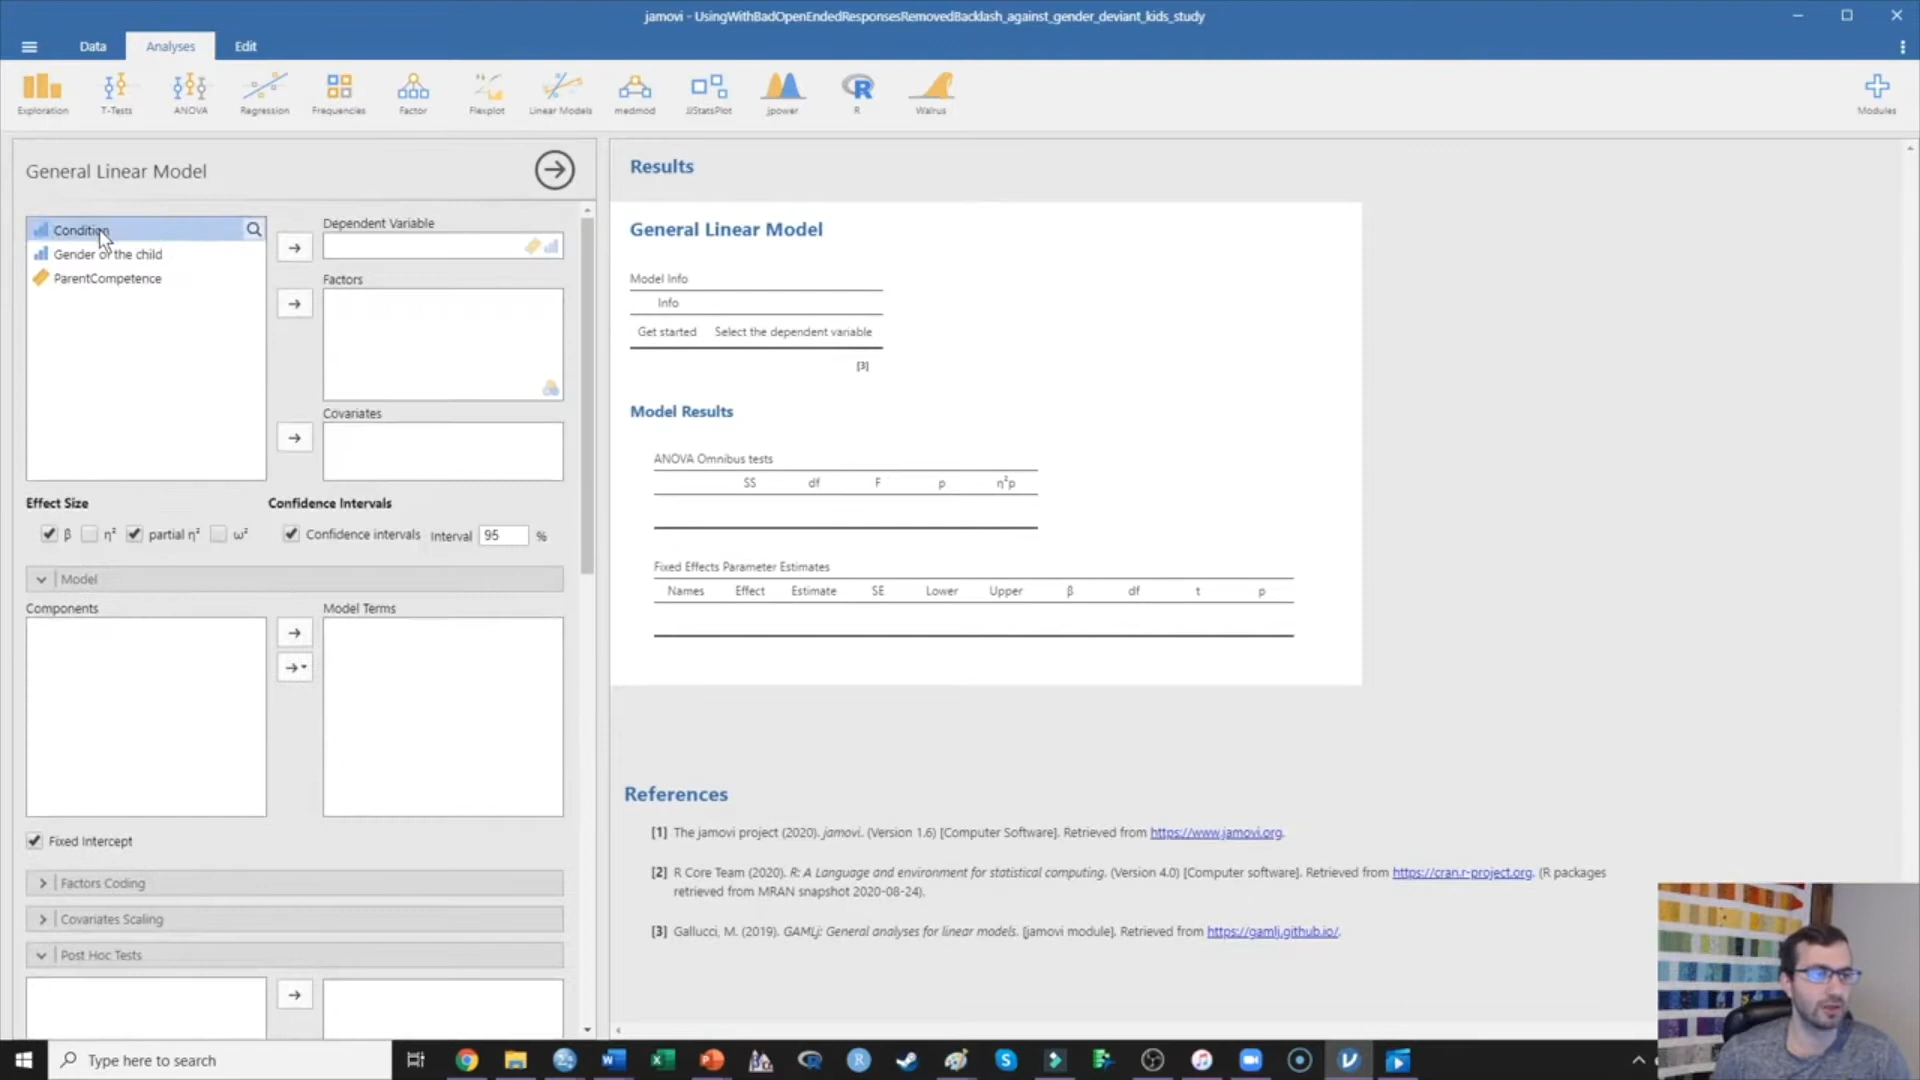 jamovi - UsingWithBadOpenEndedResponsesRemovedBacklash_against_gender_deviant_kids_study
Data Analyses Edit
Exploration T-Tests ANOVA Regression Frequencies Factor Flexplot Linear Models medmod JJStatsPlot jpower R Walrus Modules
General Linear Model
Condition
Gender of the child
ParentCompetence
Dependent Variable
Factors
Covariates
Effect Size
β η² partial η² ω²
Confidence Intervals
Confidence intervals Interval 95 %
Model
Components Model Terms
Fixed Intercept
Factors Coding
Covariates Scaling
Post Hoc Tests
Results
General Linear Model
Model Info
Info
Get started Select the dependent variable
[3]
Model Results
ANOVA Omnibus tests
SS df F p η²p
Fixed Effects Parameter Estimates
Names Effect Estimate SE Lower Upper β df t p
References
[1] The jamovi project (2020). jamovi. (Version 1.6) [Computer Software]. Retrieved from https://www.jamovi.org.
[2] R Core Team (2020). R: A Language and environment for statistical computing. (Version 4.0) [Computer software]. Retrieved from https://cran.r-project.org. (R packages
retrieved from MRAN snapshot 2020-08-24).
[3] Gallucci, M. (2019). GAMLj: General analyses for linear models. [jamovi module]. Retrieved from https://gamlj.github.io/.
Type here to search